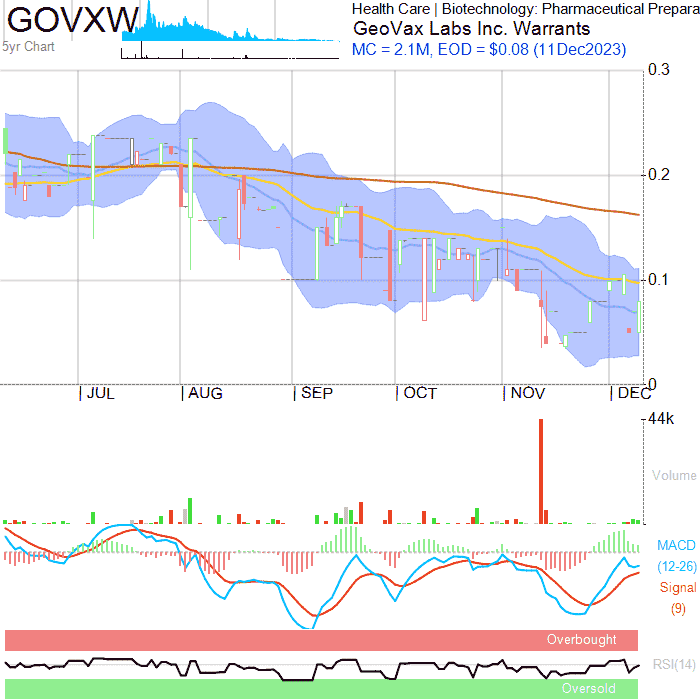 GOVXW
5yr Chart
Health Care | Biotechnology: Pharmaceutical Prepara
GeoVax Labs Inc. Warrants
MC = 2.1M, EOD = $0.08 (11Dec2023)
0.3
0.2
0.1
0
| JUL
| AUG
| SEP
| OCT
| NOV
| DEC
44k
Volume
MACD
(12-26)
Signal
(9)
Overbought
RSI(14)
Oversold